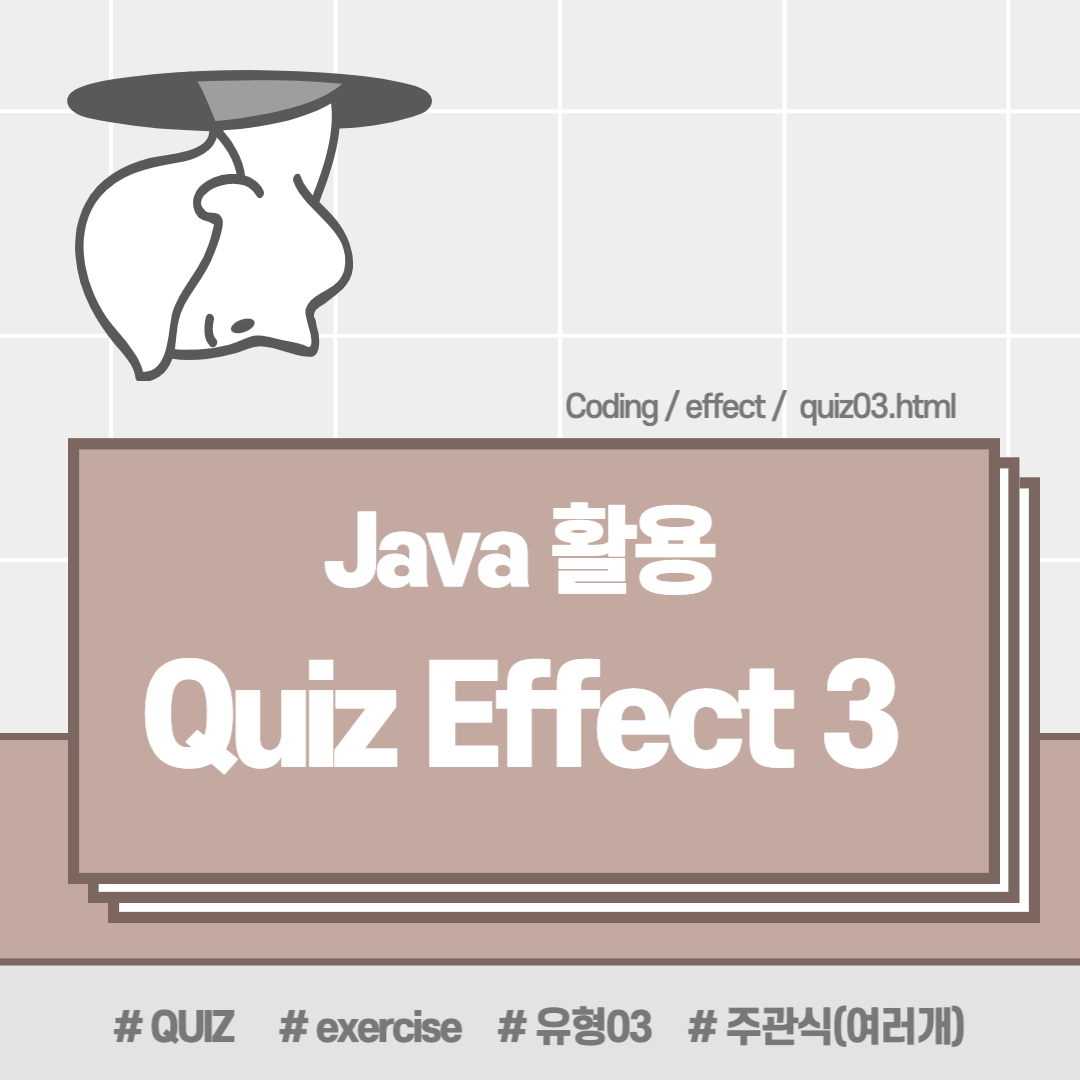 Coding / effect / quiz03.html
Java 활용
Quiz Effect 3
# QUIZ # exercise # 유형03 # 주관식(여러개)